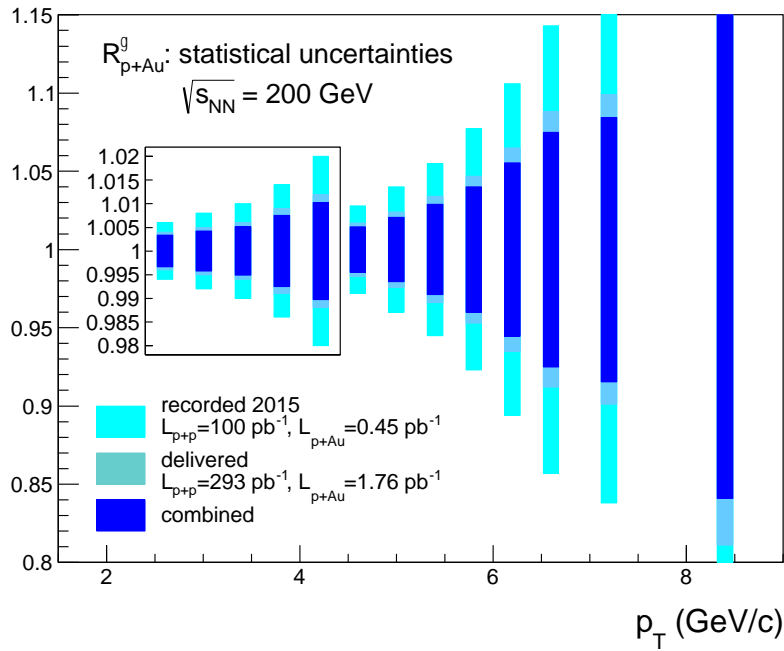 R^g_p+Au: statistical uncertainties
√s_NN = 200 GeV
1.15
1.1
1.05
1
0.95
0.9
0.85
0.8
1.02
1.015
1.01
1.005
1
0.995
0.99
0.985
0.98
recorded 2015
L_p+p=100 pb^-1, L_p+Au=0.45 pb^-1
delivered
L_p+p=293 pb^-1, L_p+Au=1.76 pb^-1
combined
2 4 6 8
p_T (GeV/c)